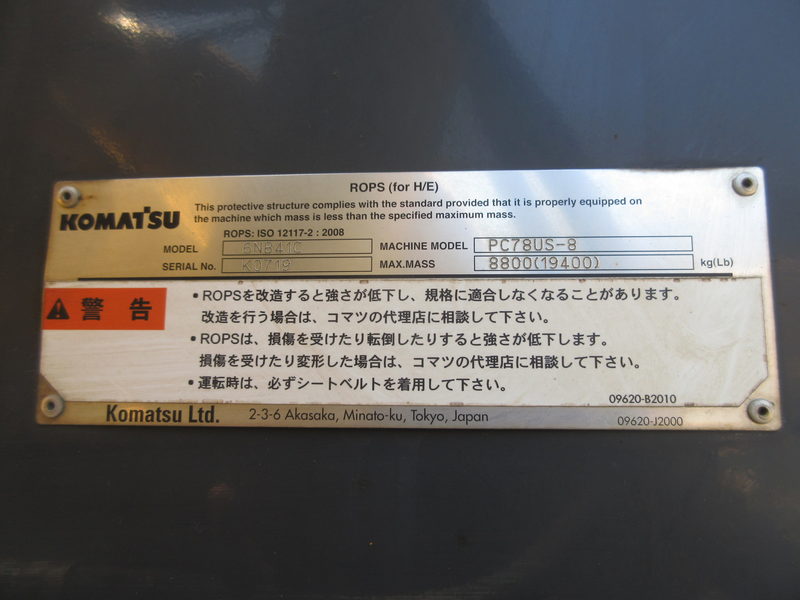 ROPS (for H/E)
KOMATSU
This protective structure complies with the standard provided that it is properly equipped on
the machine which mass is less than the specified maximum mass.
ROPS: ISO 12117-2 : 2008
MODEL 6NB41C MACHINE MODEL PC78US-8
SERIAL No. K0719 MAX.MASS 8800(19400) kg(Lb)
警告
•ROPSを改造すると強さが低下し、規格に適合しなくなることがあります。
改造を行う場合は、コマツの代理店に相談して下さい。
•ROPSは、損傷を受けたり転倒したりすると強さが低下します。
損傷を受けたり変形した場合は、コマツの代理店に相談して下さい。
•運転時は、必ずシートベルトを着用して下さい。
09620-B2010
Komatsu Ltd. 2-3-6 Akasaka, Minato-ku, Tokyo, Japan 09620-J2000